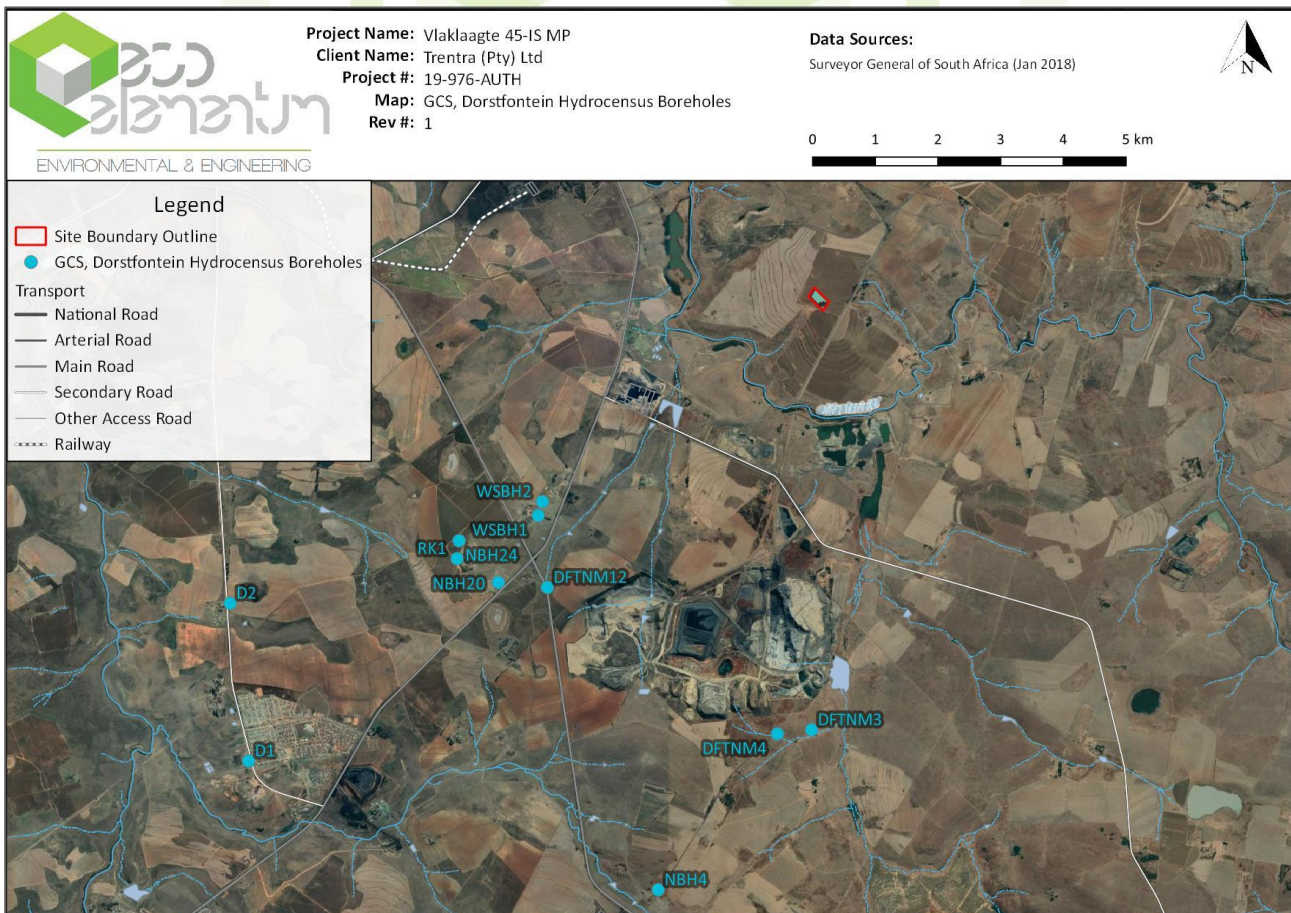 eco
elementum
ENVIRONMENTAL & ENGINEERING
Project Name: Vlaklaagte 45-IS MP
Client Name: Trentra (Pty) Ltd
Project #: 19-976-AUTH
Map: GCS, Dorstfontein Hydrocensus Boreholes
Rev #: 1
Data Sources:
Surveyor General of South Africa (Jan 2018)
N
0 1 2 3 4 5 km
Legend
Site Boundary Outline
GCS, Dorstfontein Hydrocensus Boreholes
Transport
National Road
Arterial Road
Main Road
Secondary Road
Other Access Road
Railway
WSBH2
WSBH1
RK1
NBH24
NBH20
DFTNM12
D2
DFTNM3
DFTNM4
D1
NBH4